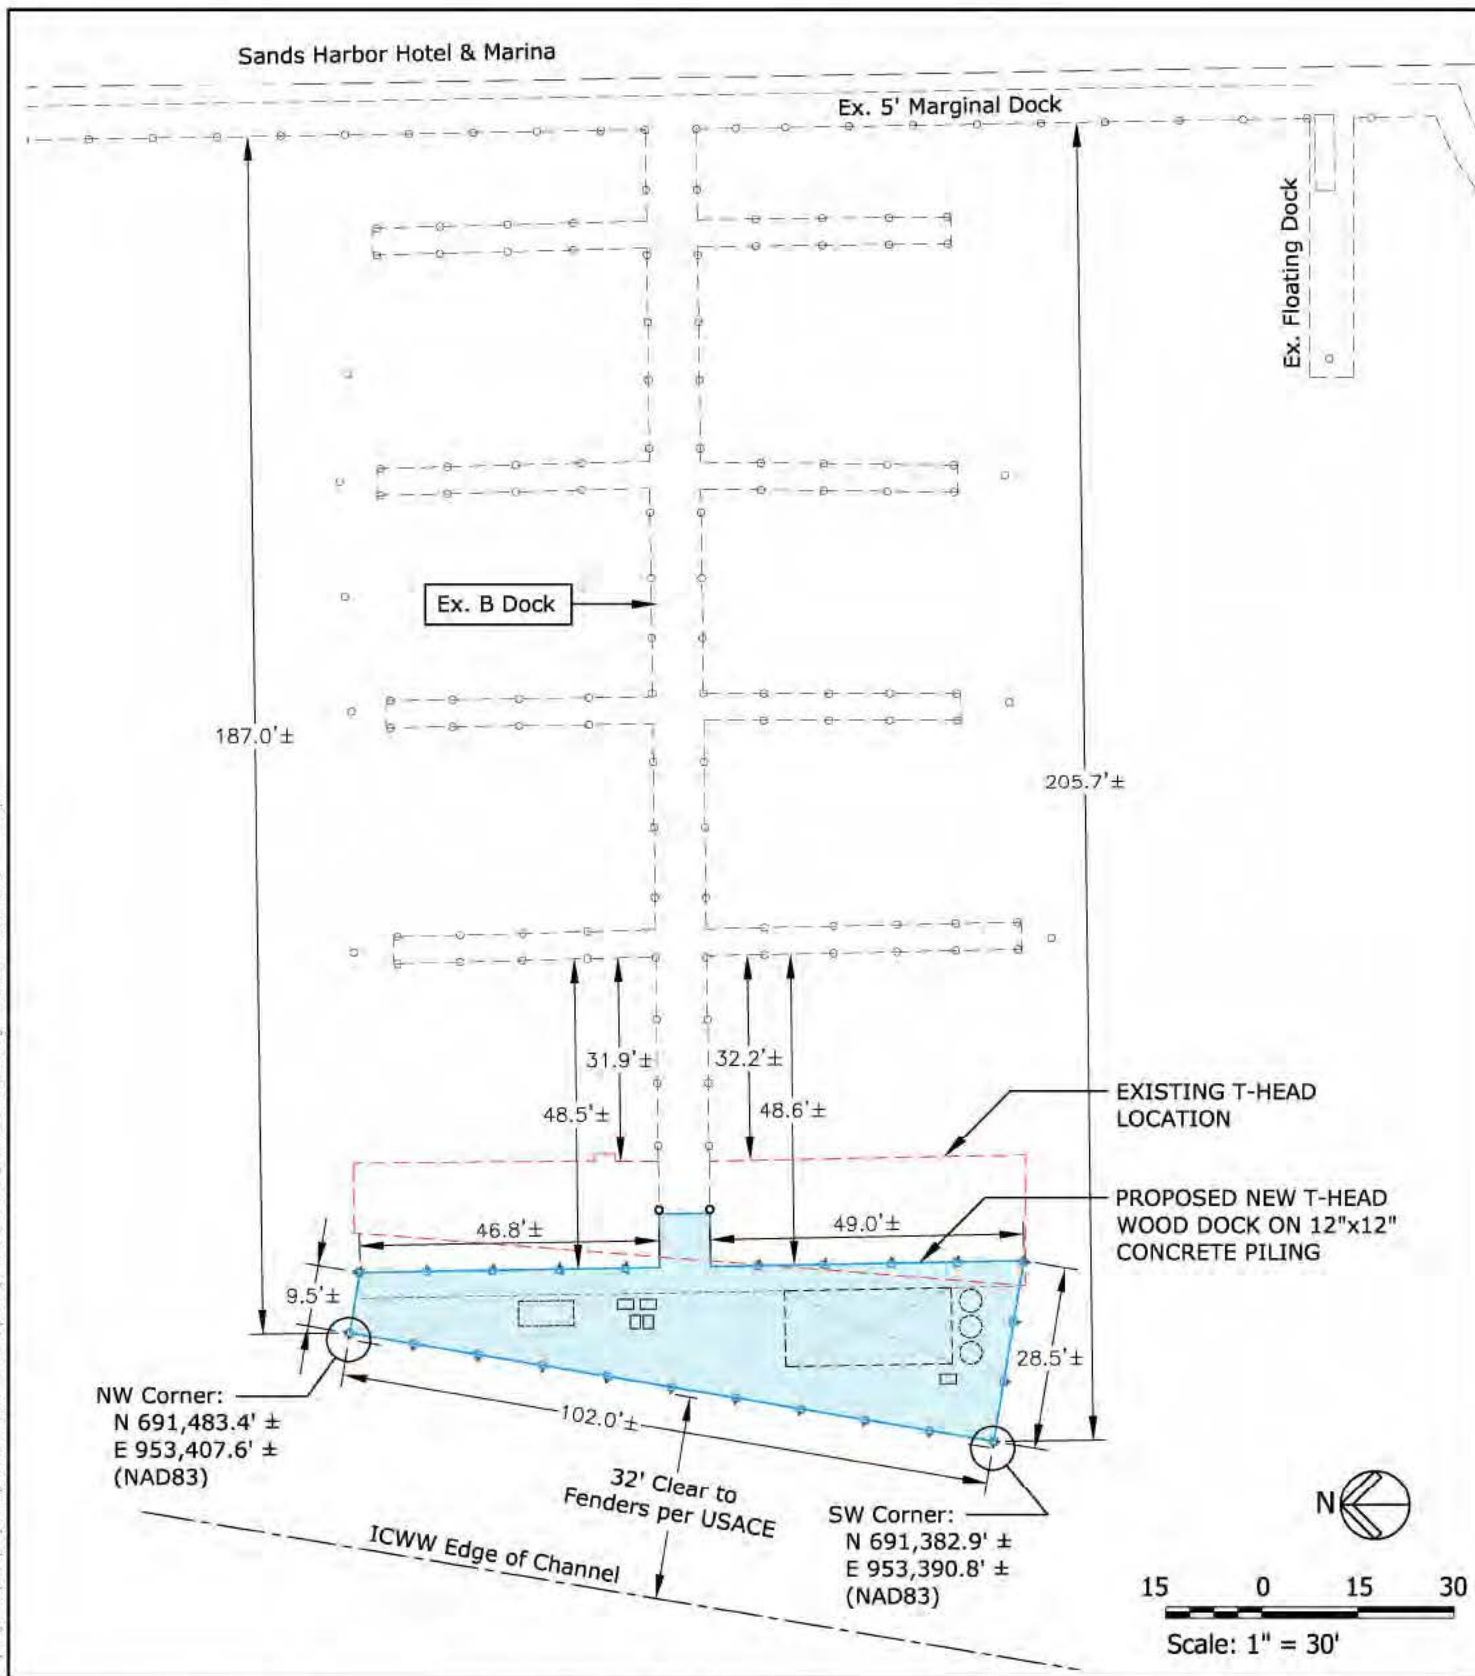 Sands Harbor Hotel & Marina
Ex. 5' Marginal Dock
Ex. Floating Dock
Ex. B Dock
187.0'±
205.7'±
31.9'±
32.2'±
48.5'±
48.6'±
EXISTING T-HEAD
LOCATION
PROPOSED NEW T-HEAD
WOOD DOCK ON 12"x12"
CONCRETE PILING
46.8'±
49.0'±
9.5'±
28.5'±
NW Corner:
N 691,483.4' ±
E 953,407.6' ±
(NAD83)
102.0'±
32' Clear to
Fenders per USACE
SW Corner:
N 691,382.9' ±
E 953,390.8' ±
(NAD83)
ICWW Edge of Channel
N
15 0 15 30
Scale: 1" = 30'